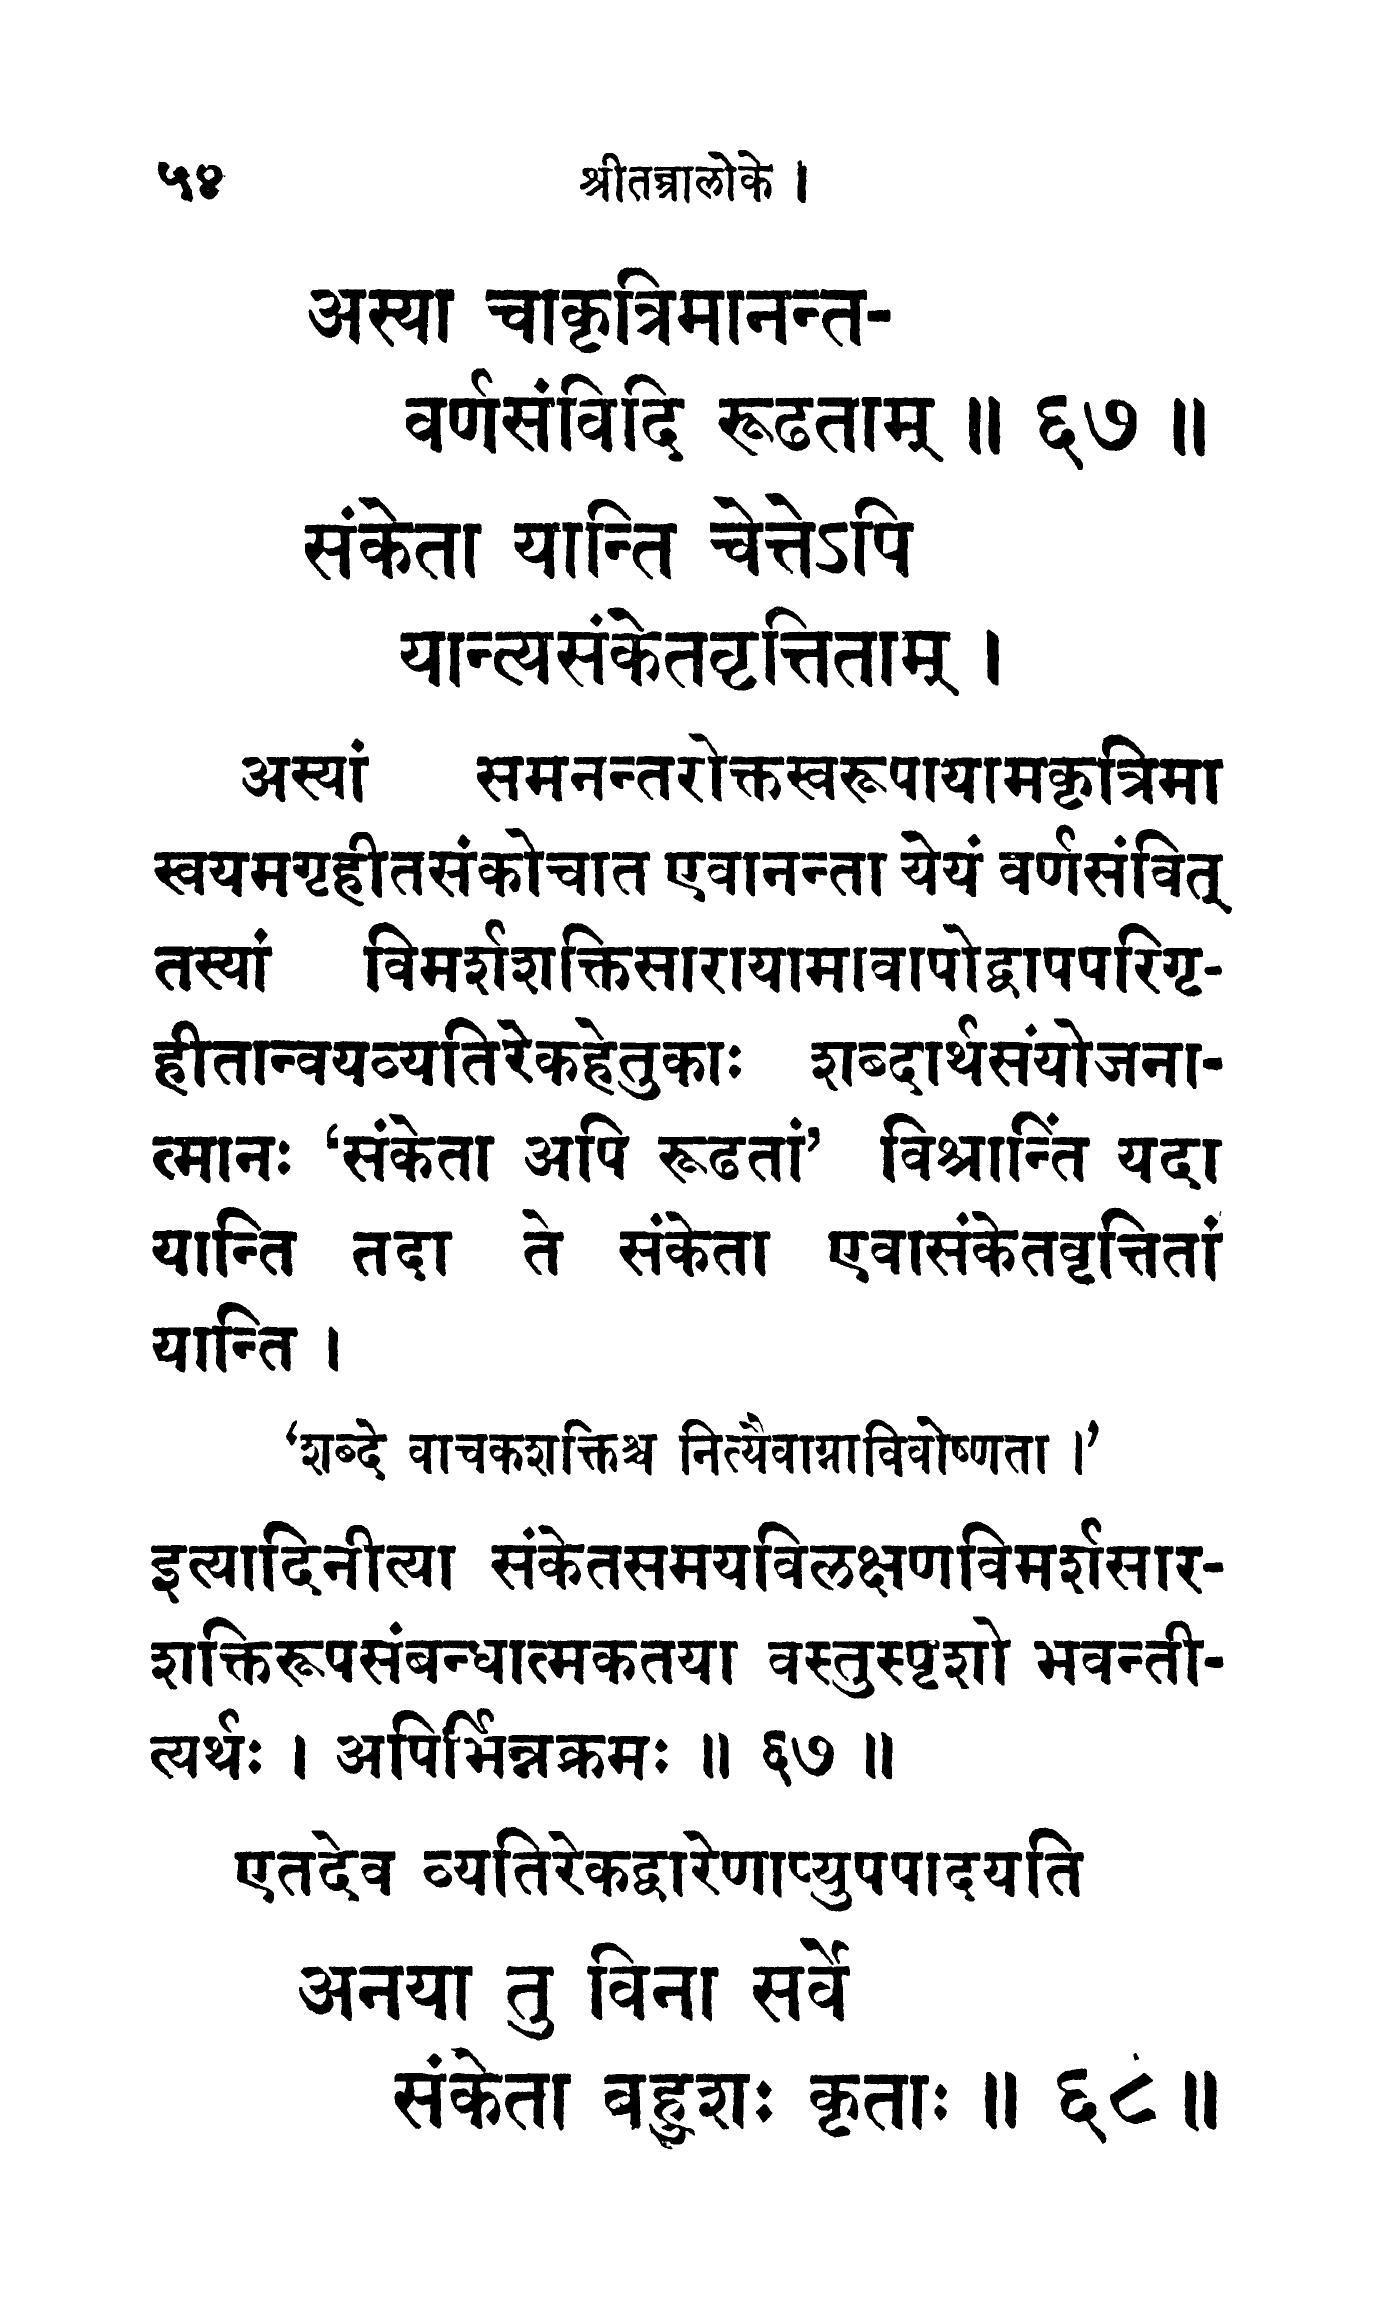 ५४ श्रीतन्त्रालोके ।
अस्या चाकृत्रिमानन्त-
वर्णसंविदि रूढताम् ॥ ६७ ॥
संकेता यान्ति चेत्तेऽपि
यान्त्यसंकेतवृत्तिताम् ।
अस्यां समनन्तरोक्तस्वरूपायामकृत्रिमा
स्वयमगृहीतसंकोचात एवानन्ता येयं वर्णसंवित्
तस्यां विमर्शशक्तिसारायामावापोद्वापपरिगृ-
हीतान्वयव्यतिरेकहेतुकाः शब्दार्थसंयोजना-
त्मानः ‘संकेता अपि रूढतां’ विश्रान्तिं यदा
यान्ति तदा ते संकेता एवासंकेतवृत्तितां
यान्ति ।
‘शब्दे वाचकशक्तिश्च नित्यैवाग्नाविवोष्णता ।’
इत्यादिनीत्या संकेतसमयविलक्षणविमर्शसार-
शक्तिरूपसंबन्धात्मकतया वस्तुस्पृशो भवन्ती-
त्यर्थः । अपिर्भिन्नक्रमः ॥ ६७ ॥
एतदेव व्यतिरेकद्वारेणाप्युपपादयति
अनया तु विना सर्वे
संकेता बहुशः कृताः ॥ ६८ ॥